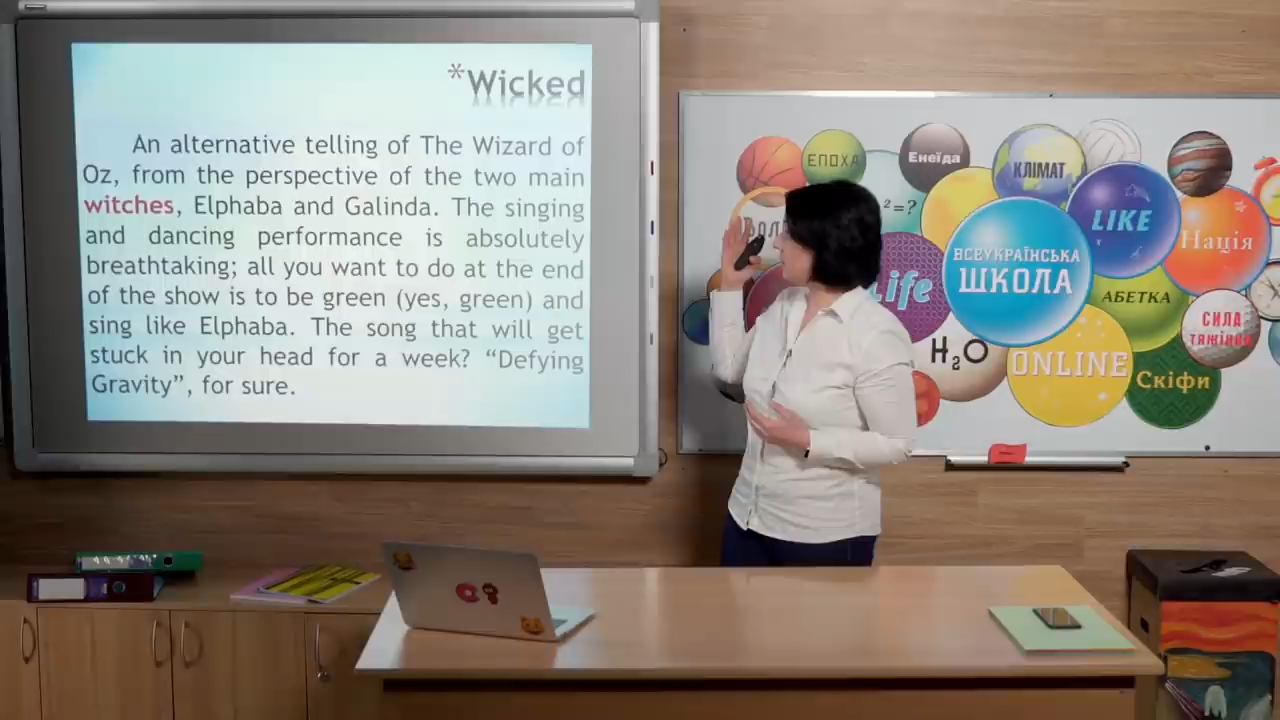 *Wicked
An alternative telling of The Wizard of
Oz, from the perspective of the two main
witches, Elphaba and Galinda. The singing
and dancing performance is absolutely
breathtaking; all you want to do at the end
of the show is to be green (yes, green) and
sing like Elphaba. The song that will get
stuck in your head for a week? “Defying
Gravity”, for sure.
ЕПОХА
Енеїда
КЛІМАТ
²=?
LIKE
Нація
ВСЕУКРАЇНСЬКА
ШКОЛА
Life
АБЕТКА
СИЛА
ТЯЖІННЯ
H₂O
ONLINE
Скіфи